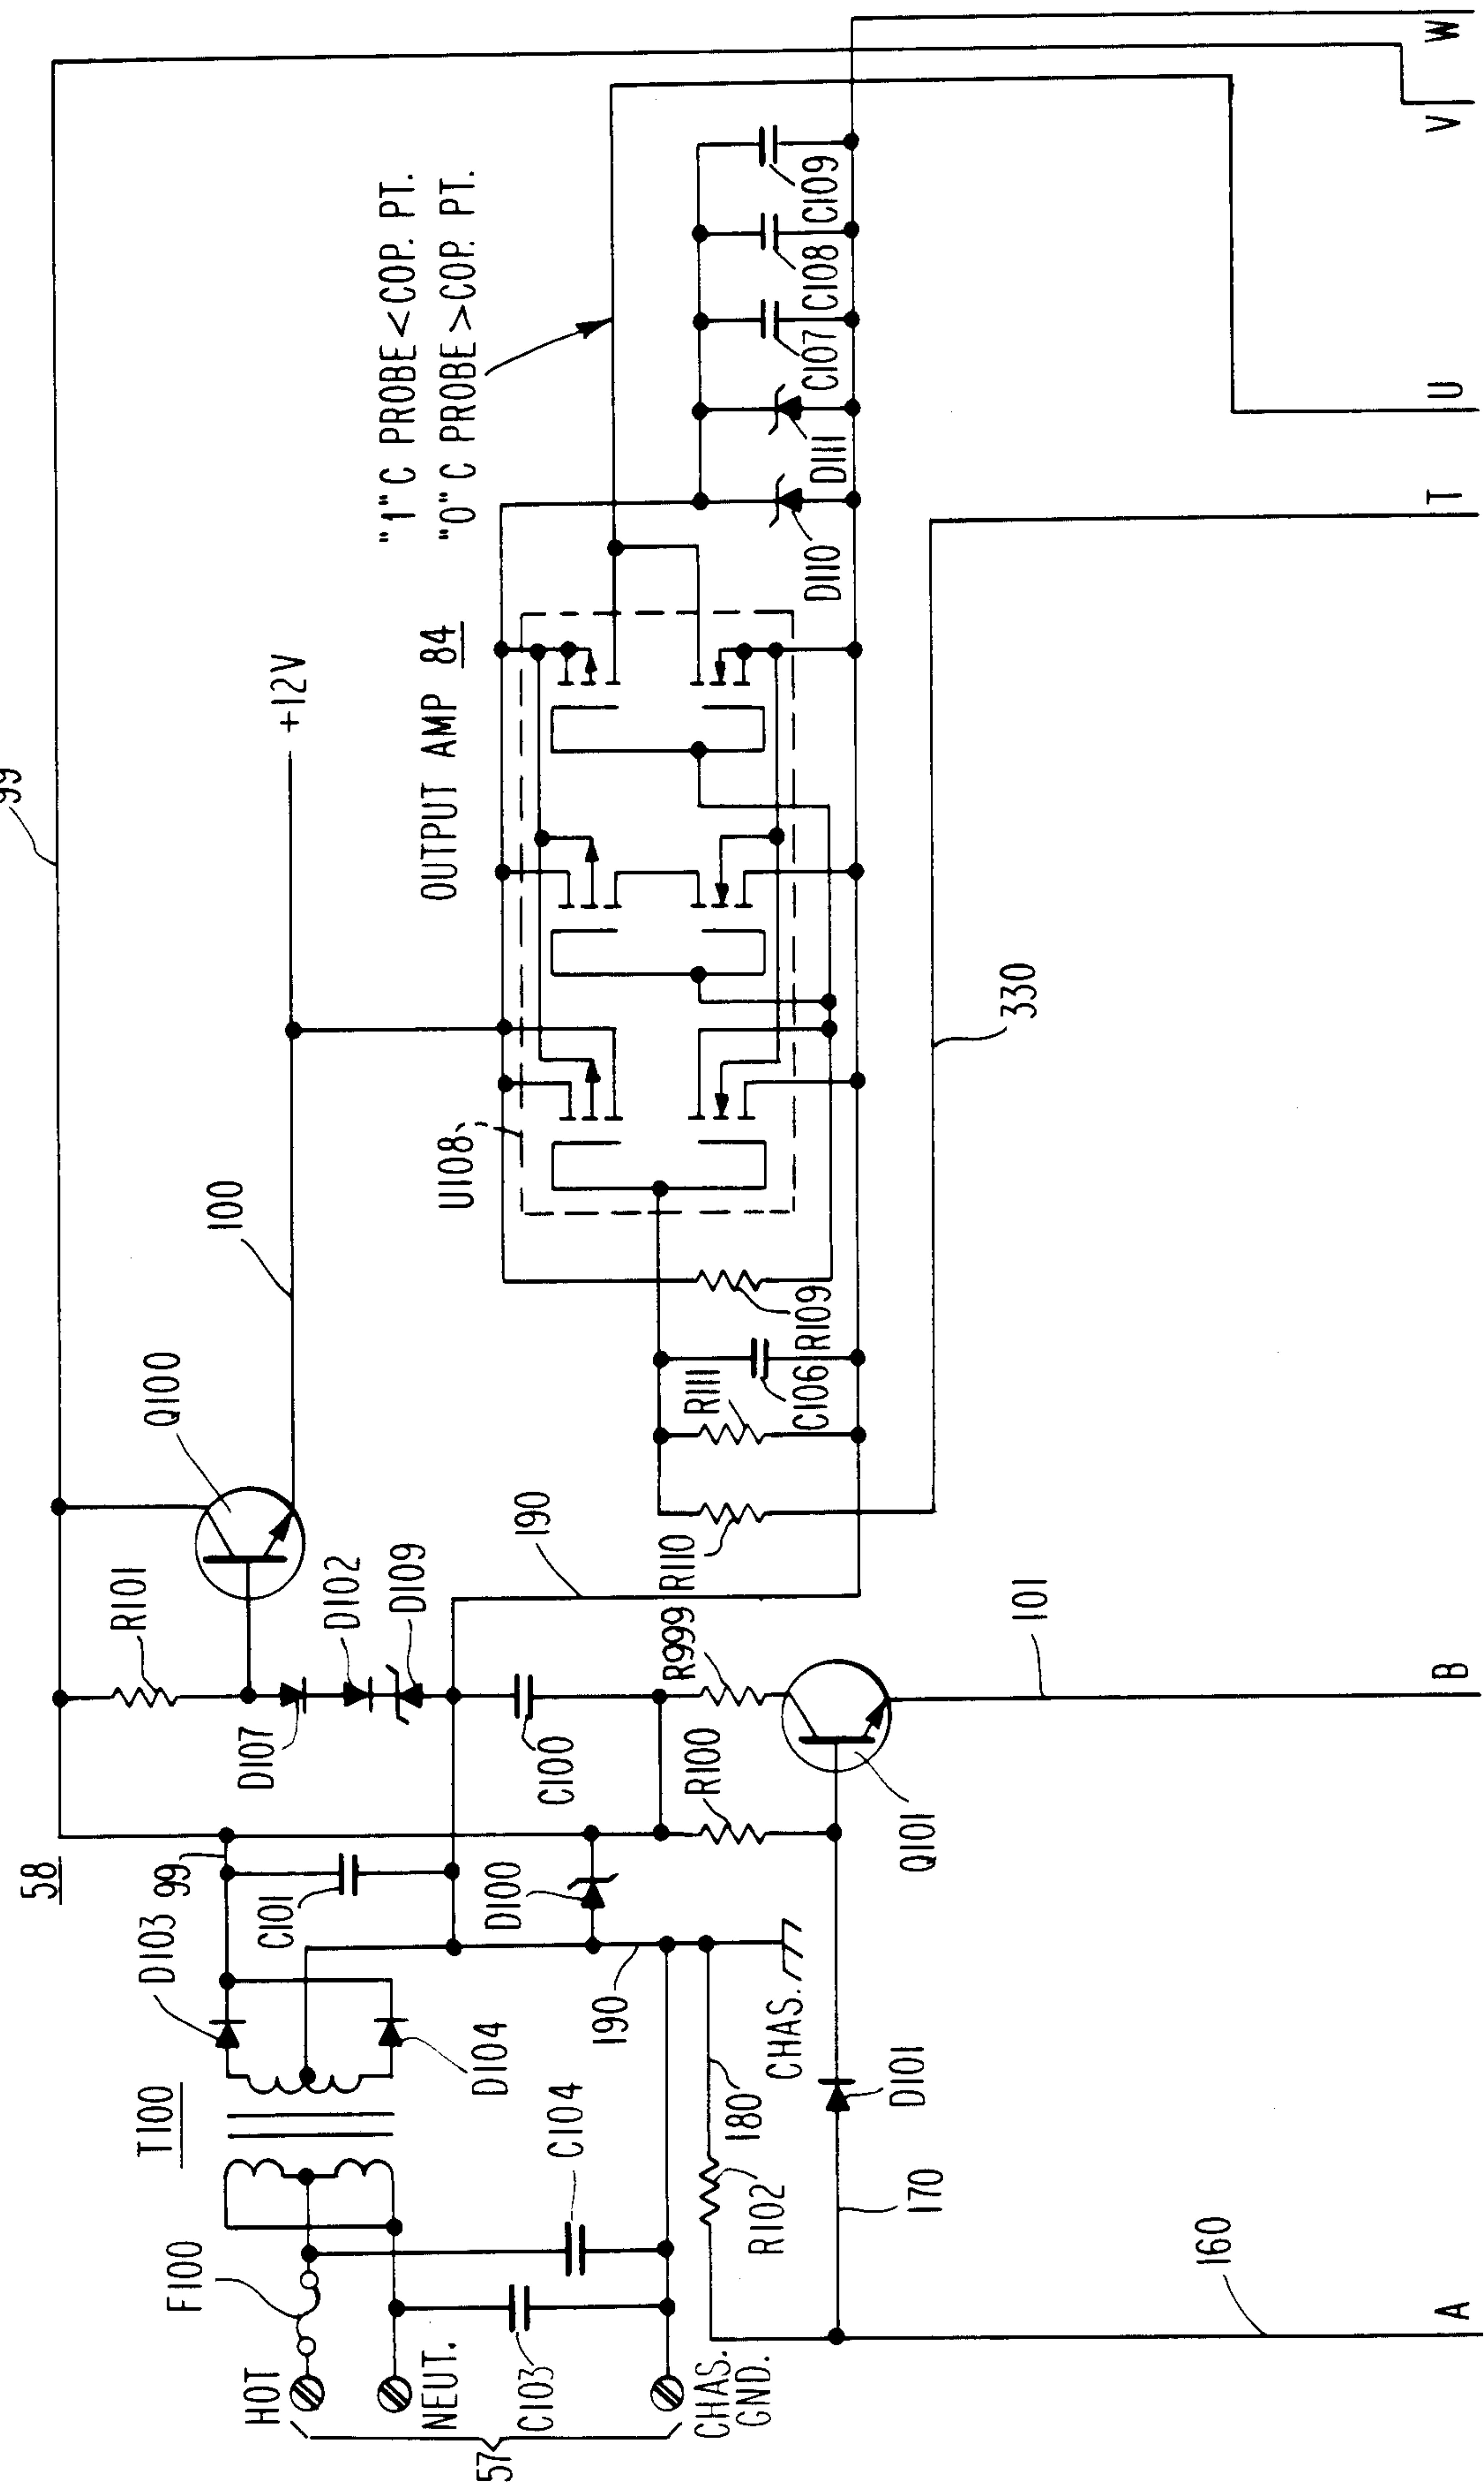 57
HOT
NEUT.
CHAS.
GND.
F100
C103
C104
T100
D103
D104
R102
180
170
160
A
58
99
C101
D100
190
CHAS.
D101
R101
D107
D102
D109
C100
R100
R999
Q101
101
B
Q100
100
190
R110
R111
C106
R109
U108
+12V
OUTPUT AMP 84
330
99
"1" C PROBE < COP. PT.
"0" C PROBE > COP. PT.
D110
D111
C107
C108
C109
T
U
V
W